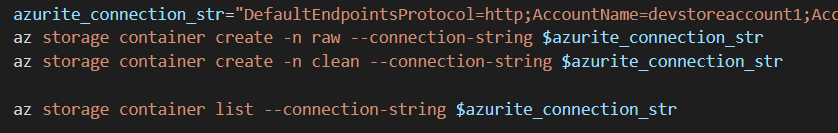 azurite_connection_str="DefaultEndpointsProtocol=http;AccountName=devstoreaccount1;Acc
az storage container create -n raw --connection-string $azurite_connection_str
az storage container create -n clean --connection-string $azurite_connection_str
az storage container list --connection-string $azurite_connection_str